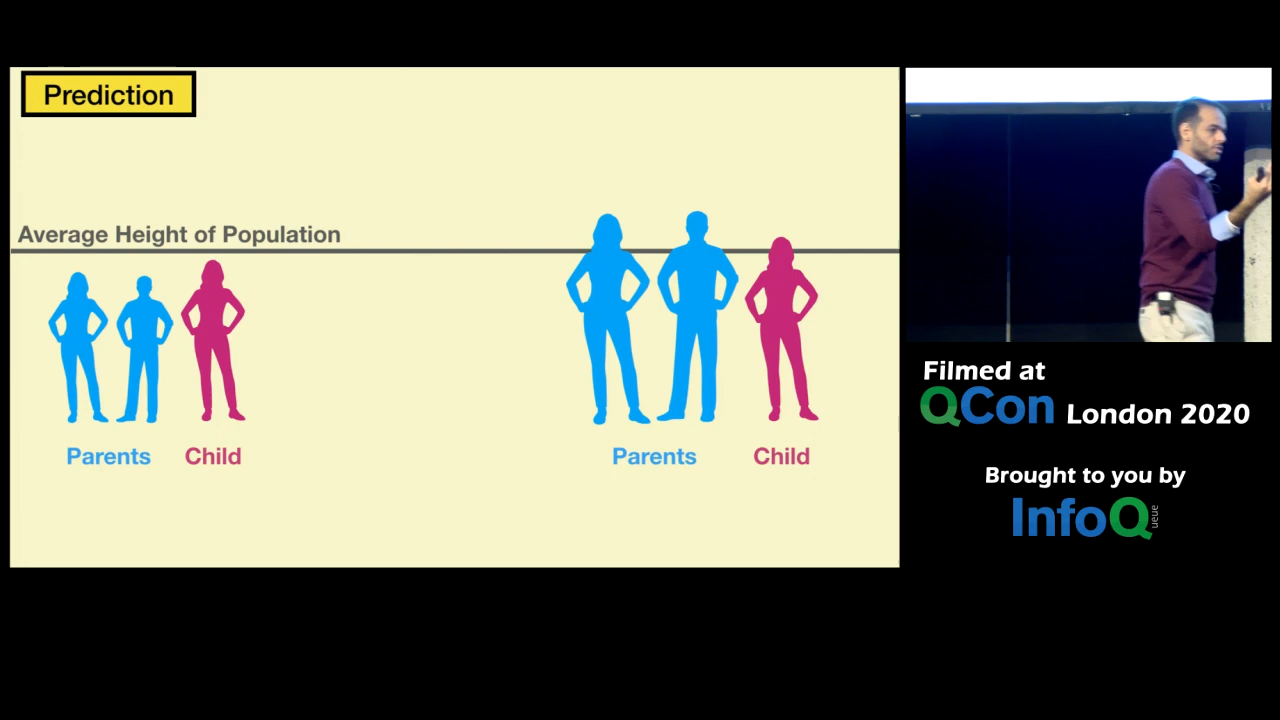 Prediction
Average Height of Population
Parents Child
Parents Child
Filmed at
QCon London 2020
Brought to you by
InfoQ
ueue